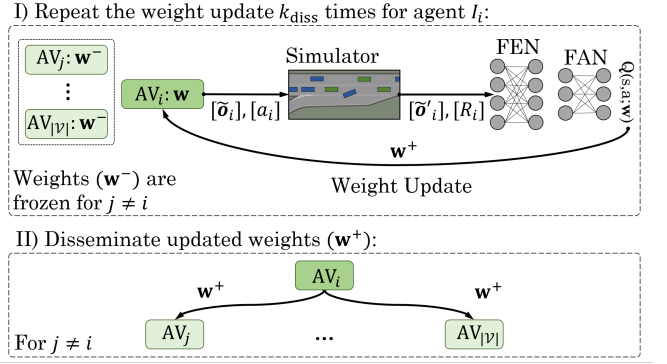 I) Repeat the weight update k_diss times for agent I_i:
AV_j: w⁻
⋮
AV_|𝒱|: w⁻
AV_i: w
[õ_i],[a_i]
Simulator
[õ′_i],[R_i]
FEN
FAN
Q(s,a;w)
w⁺
Weight Update
Weights (w⁻) are
frozen for j ≠ i
II) Disseminate updated weights (w⁺):
AV_i
w⁺
w⁺
AV_j
...
AV_|𝒱|
For j ≠ i